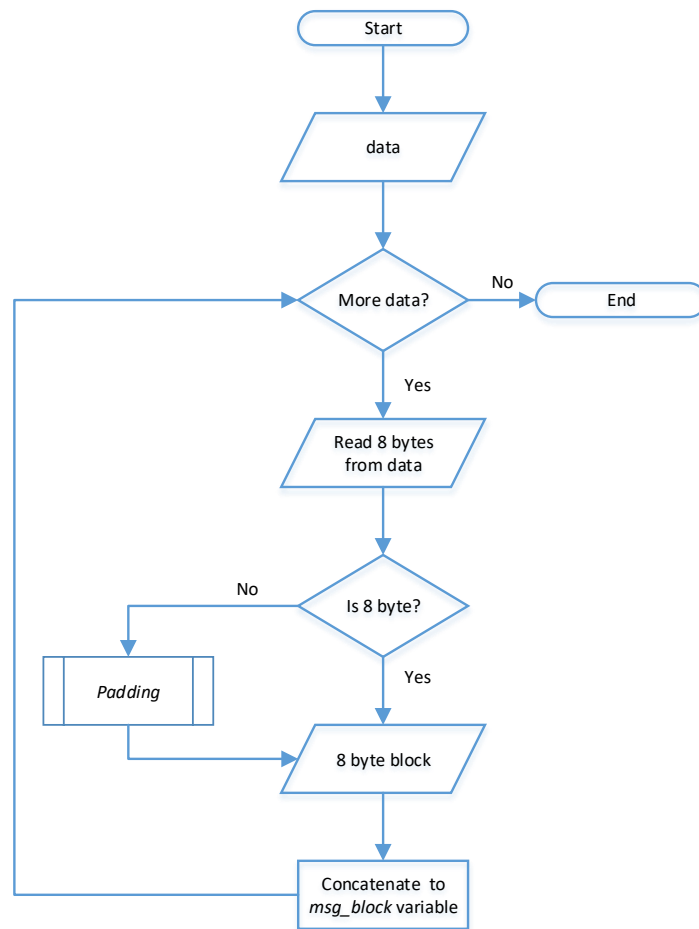 Start
data
More data?
No
End
Yes
Read 8 bytes
from data
No
Is 8 byte?
Yes
Padding
8 byte block
Concatenate to
msg_block variable